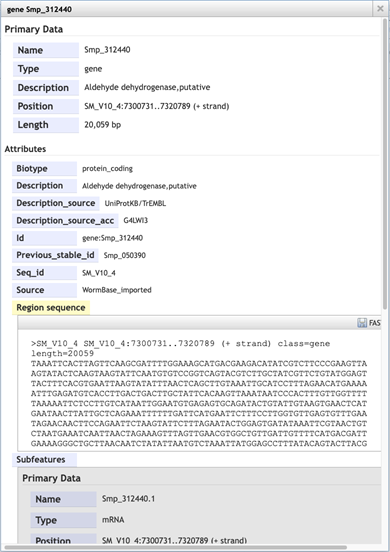 gene Smp_312440
Primary Data
Name Smp_312440
Type gene
Description Aldehyde dehydrogenase,putative
Position SM_V10_4:7300731..7320789 (+ strand)
Length 20,059 bp
Attributes
Biotype protein_coding
Description Aldehyde dehydrogenase,putative
Description_source UniProtKB/TrEMBL
Description_source_acc G4LWI3
Id gene:Smp_312440
Previous_stable_id Smp_050390
Seq_id SM_V10_4
Source WormBase_imported
Region sequence
FAS
>SM_V10_4 SM_V10_4:7300731..7320789 (+ strand) class=gene
length=20059
TAAATTCACTTAGTTCAAGCGATTTTGGAAAGCATGACGAAGACATATCGTCTTCCCGAAGTTA
AGTATACTCAAGTAAGTATTCAATGTGTCCGGTCAGTACGTCTTGCTATCGTTCTGTATGGAGT
TACTTTCACGTGAATTAAGTATATTTAACTCAGCTTGTAAATTGCATCCTTTAGAACATGAAAA
ATTTGAGATGTCACCTTGACTGACTTGCTATTCACAAGTTAAATAATCCCACTTTGTTGGTTTT
TAAAAATTTCTCCTTGTCATAATTGGAATGTGAGAGTGCAGATACTGTATTGTAAGTGAACTCAT
GAATAACTTATTGCTCAGAAATTTTTGATTCATGAATTCTTTCCTTGGTGTTGAGTGTGTTTGAA
TAGAACAACTTCCAGAATTCTAAGTATTCTTTAGAATACTGGAGTGATATAAATTCGTAACTGT
CTAATGAAATCAATTAACTAGAAAGTTTAGTTGAACGTGGCTGTTGATTGTTTTCATGACGATT
GAAAAGGGCTGCTTAACAATCTATATTAATGTCTAAATTATGGAGCCTTTATACAGTACTTACG
Subfeatures
Primary Data
Name Smp_312440.1
Type mRNA
Position SM_V10_4:7300731..7320789 (+ strand)